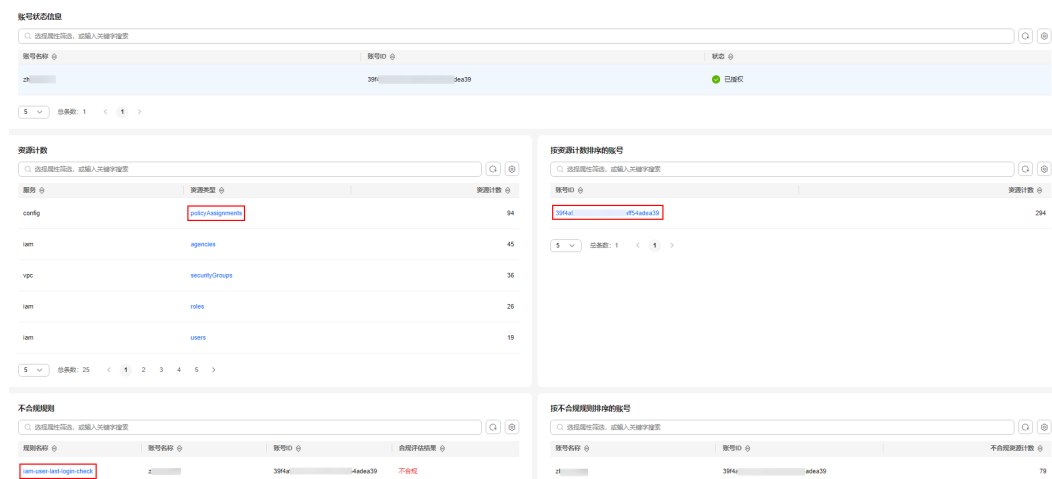 账号状态信息
选择属性筛选，或输入关键字搜索
账号名称 账号ID 状态
zh 39f4 dea39 已授权
5 总条数: 1 < 1 >
资源计数
选择属性筛选，或输入关键字搜索
服务 资源类型 资源计数
config policyAssignments 94
iam agencies 45
vpc securityGroups 36
iam roles 26
iam users 19
5 总条数: 25 < 1 2 3 4 5 >
按资源计数排序的账号
选择属性筛选，或输入关键字搜索
账号ID 资源计数
39f4a ff54adea39 294
5 总条数: 1 < 1 >
不合规规则
选择属性筛选，或输入关键字搜索
规则名称 账号名称 账号ID 合规评估结果
iam-user-last-login-check z 39f4a 4adea39 不合规
按不合规规则排序的账号
选择属性筛选，或输入关键字搜索
账号名称 账号ID 不合规资源计数
zh 39f4a adea39 79